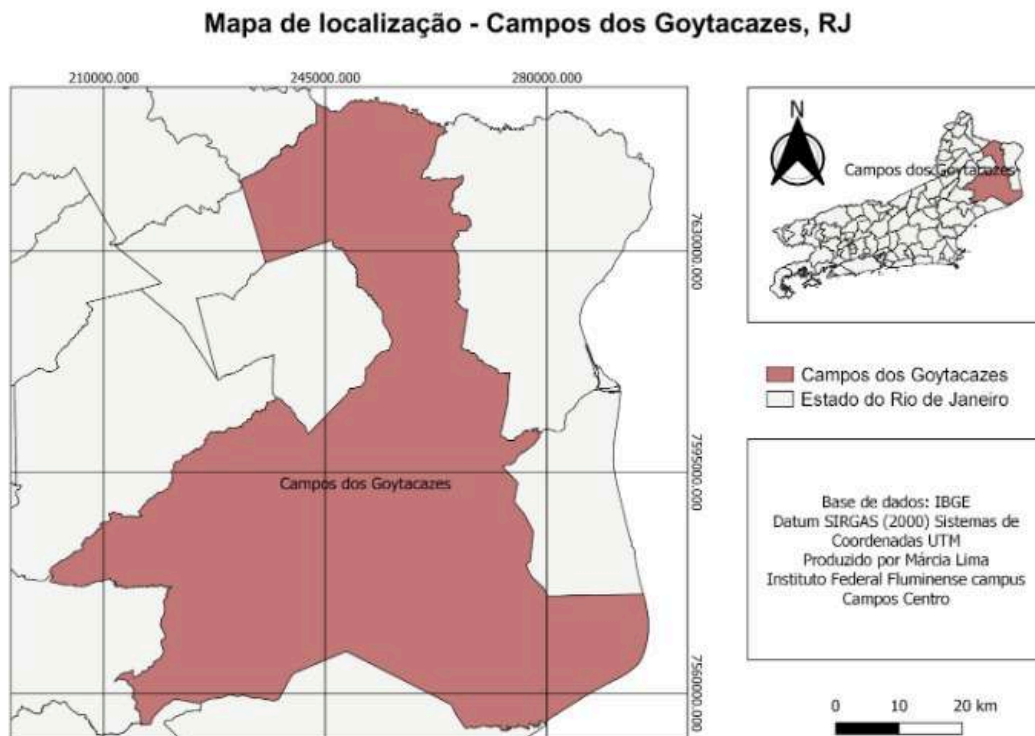 Mapa de localização - Campos dos Goytacazes, RJ
210000.000
245000.000
280000.000
7630000.000
7595000.000
7560000.000
Campos dos Goytacazes
N
Campos dos Goytacazes
Campos dos Goytacazes
Estado do Rio de Janeiro
Base de dados: IBGE
Datum SIRGAS (2000) Sistemas de
Coordenadas UTM
Produzido por Márcia Lima
Instituto Federal Fluminense campus
Campos Centro
0 10 20 km